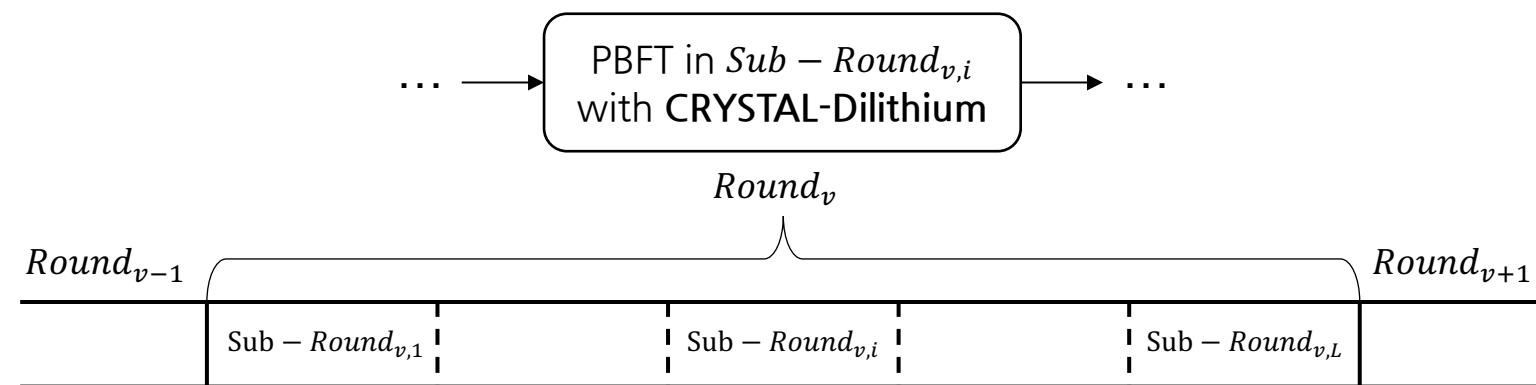 PBFT in Sub − Round_{v,i}
... with CRYSTAL-Dilithium ...
Round_v
Round_{v−1} Round_{v+1}
Sub − Round_{v,1} Sub − Round_{v,i} Sub − Round_{v,L}